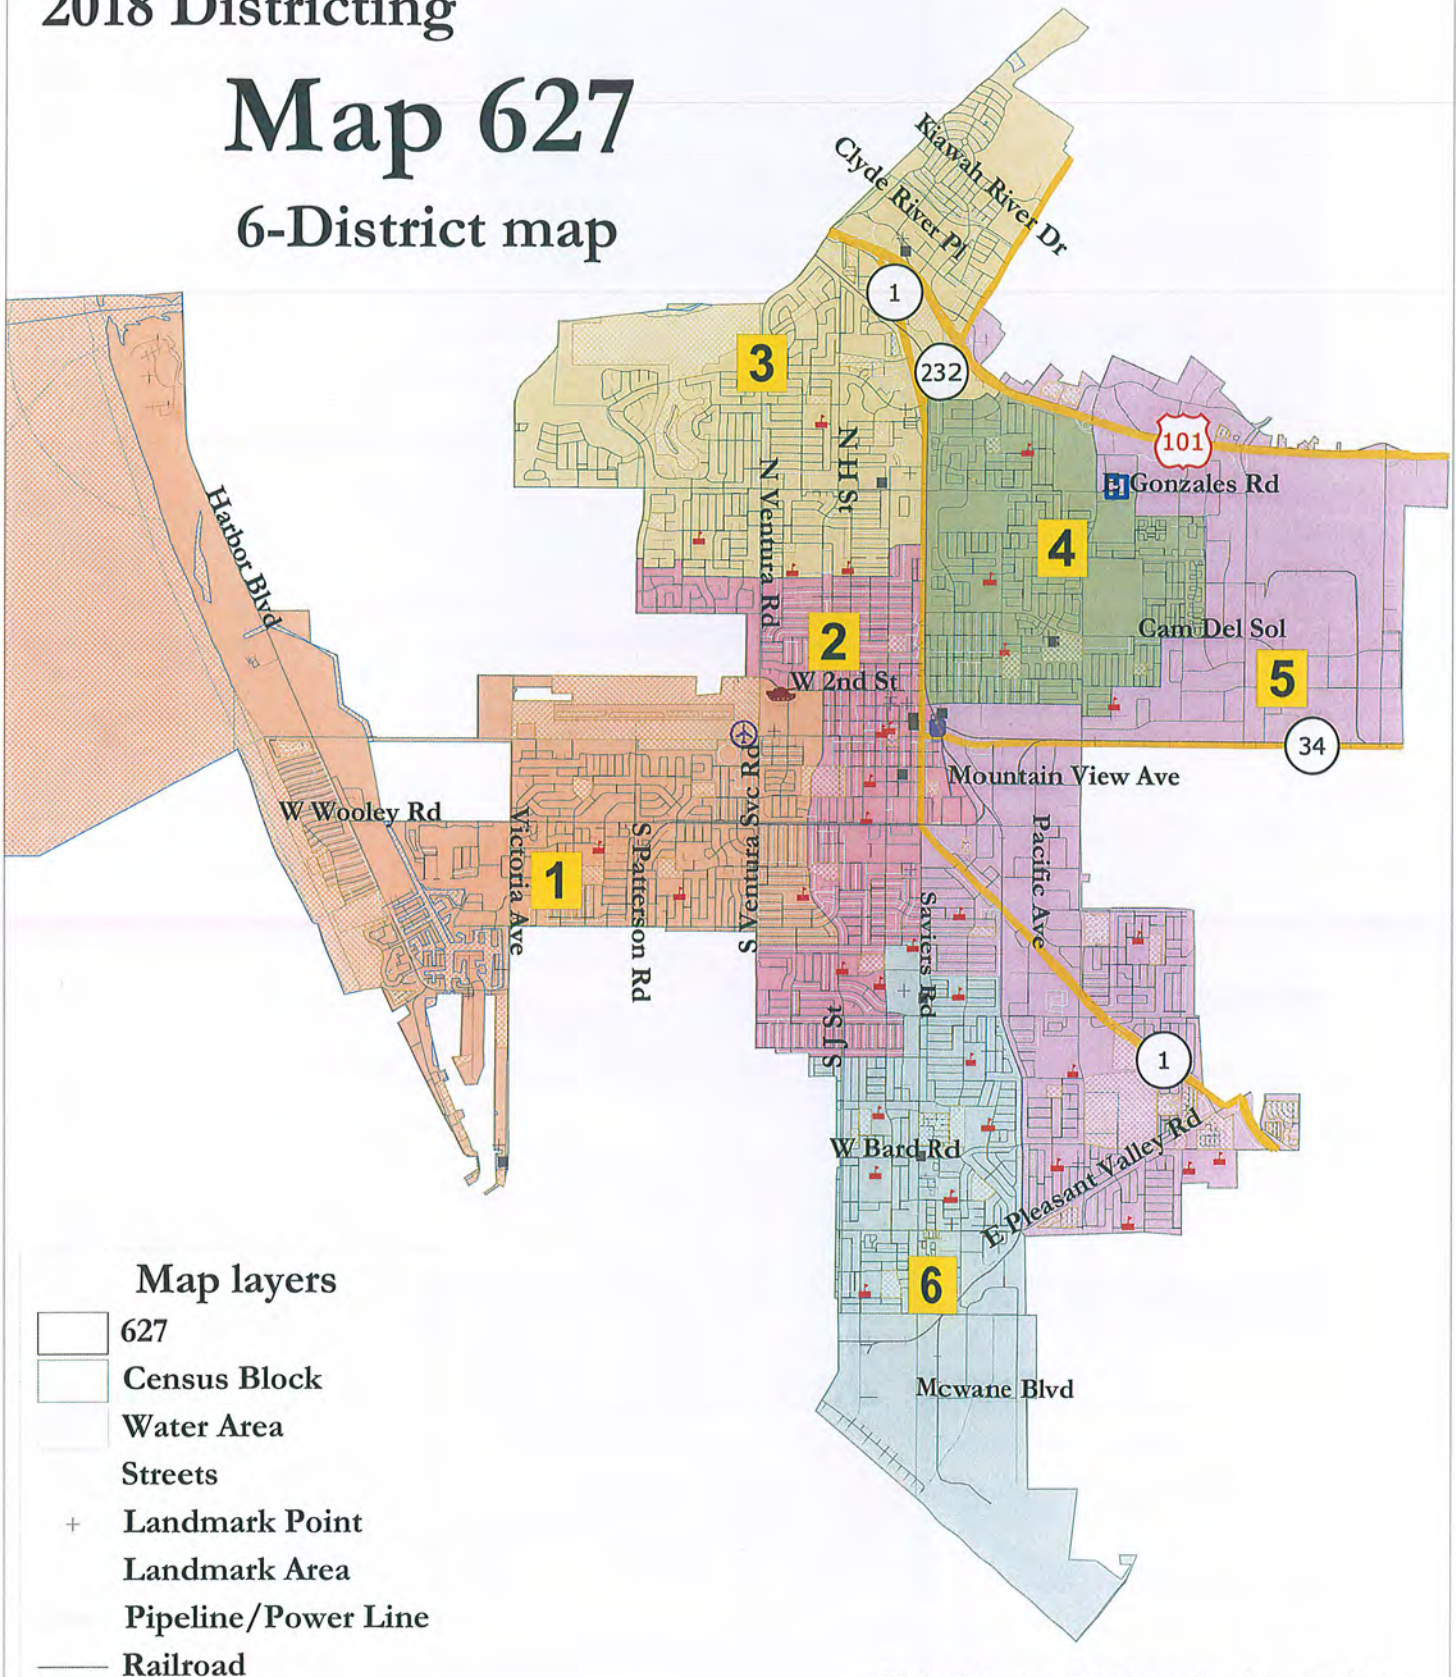 2018 Districting
Map 627
6-District map
Kiawah River Dr
Clyde River Pl
1
232
3
101
N H St
N Ventura Rd
H
E Gonzales Rd
4
Harbor Blvd
2
Cam Del Sol
W 2nd St
5
34
Mountain View Ave
W Wooley Rd
Victoria Ave
S Patterson Rd
S Ventura Svc Rd
1
Pacific Ave
Saviers Rd
S J St
1
W Bard Rd
E Pleasant Valley Rd
6
Mcwane Blvd
Map layers
627
Census Block
Water Area
Streets
Landmark Point
Landmark Area
Pipeline/Power Line
Railroad